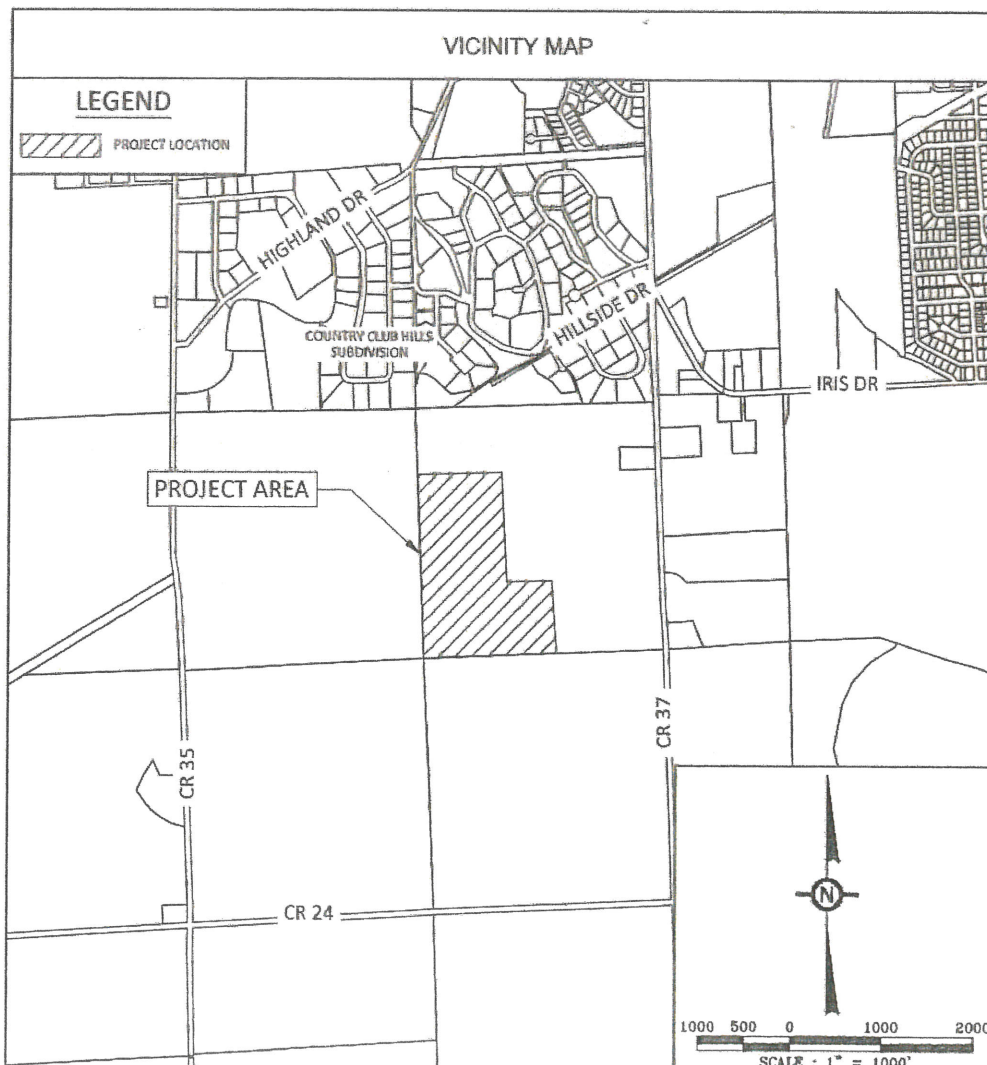 VICINITY MAP
LEGEND
PROJECT LOCATION
HIGHLAND DR
COUNTRY CLUB HILLS
SUBDIVISION
HILLSIDE DR
IRIS DR
PROJECT AREA
CR 35
CR 37
CR 24
N
1000 500 0 1000 2000
SCALE : 1" = 1000'